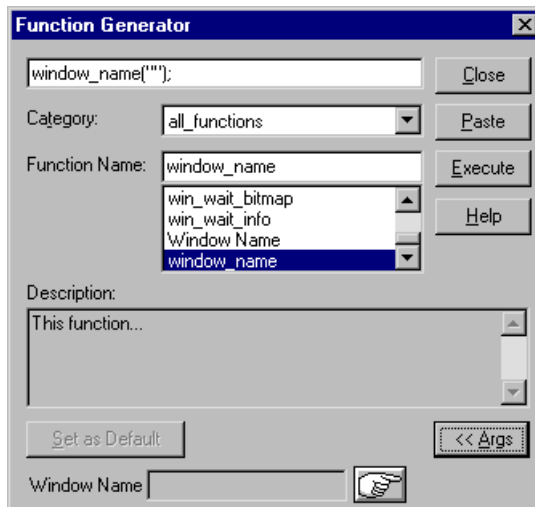 Function Generator
window_name("");
Close
Category:
all_functions
Paste
Function Name:
window_name
Execute
win_wait_bitmap
win_wait_info
Window Name
window_name
Help
Description:
This function...
Set as Default
<< Args
Window Name